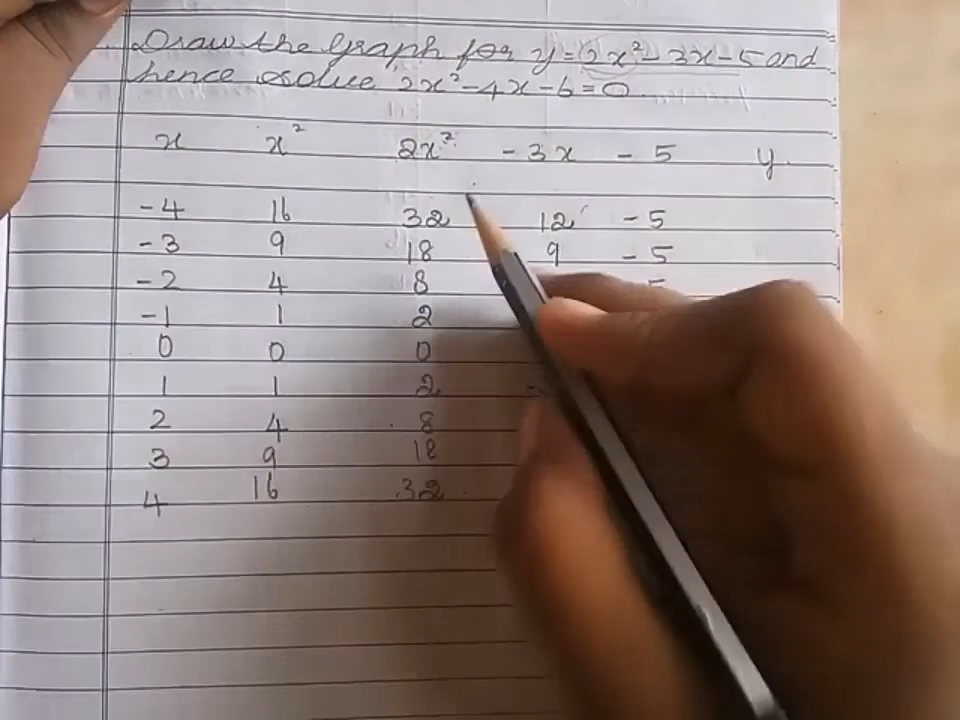 Draw the graph for y=2x²-3x-5 and
hence solve 2x²-4x-6=0
x x² 2x² -3x -5 y
-4 16 32 12 -5
-3 9 18 9 -5
-2 4 8
-1 1 2
0 0 0
1 1 2
2 4 8
3 9 18
4 16 32